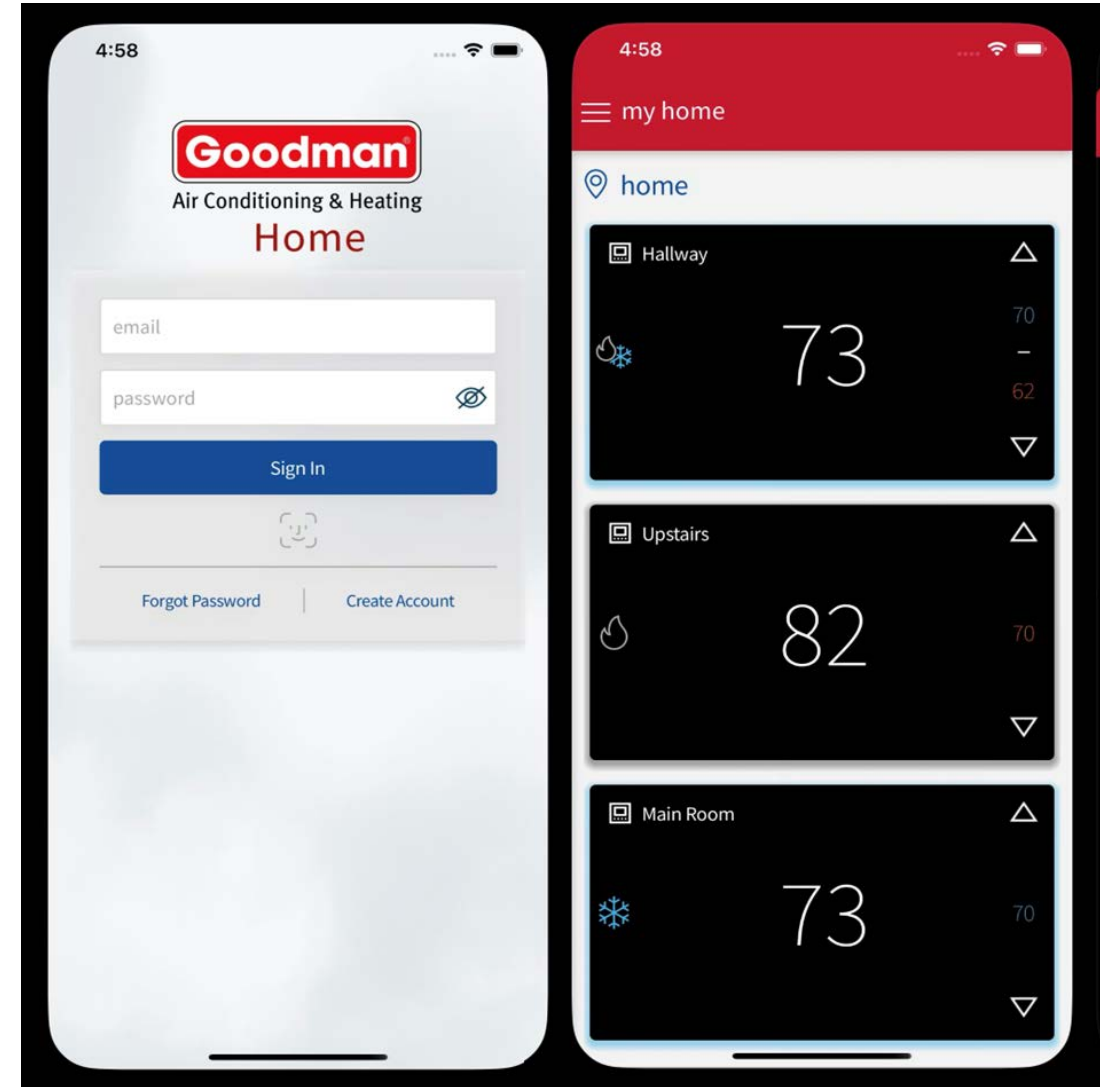 4:58
Goodman®
Air Conditioning & Heating
Home
email
password
Sign In
Forgot Password | Create Account
4:58
my home
home
Hallway
73
70
–
62
Upstairs
82
70
Main Room
73
70